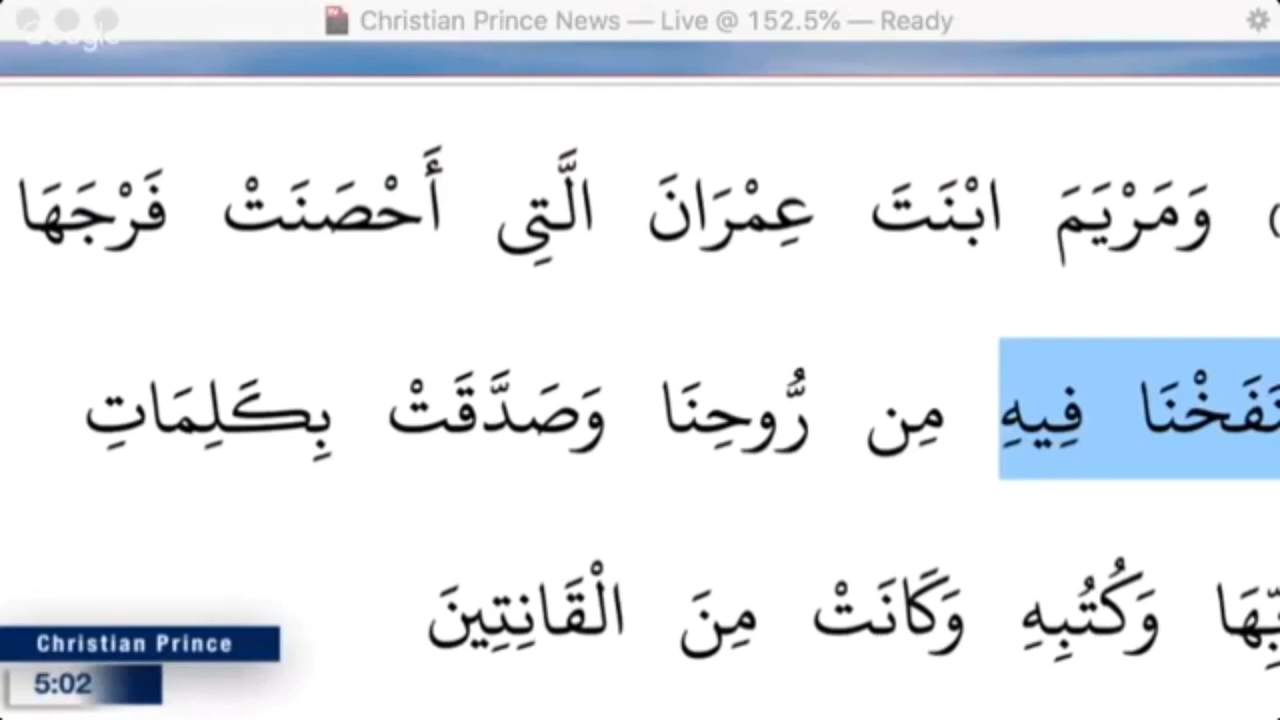 Christian Prince News — Live @ 152.5% — Ready
Google
وَمَرْيَمَ ابْنَتَ عِمْرَانَ الَّتِي أَحْصَنَتْ فَرْجَهَا
نَفَخْنَا فِيهِ مِن رُّوحِنَا وَصَدَّقَتْ بِكَلِمَاتِ
بِّهَا وَكُتُبِهِ وَكَانَتْ مِنَ الْقَانِتِينَ
Christian Prince
5:02